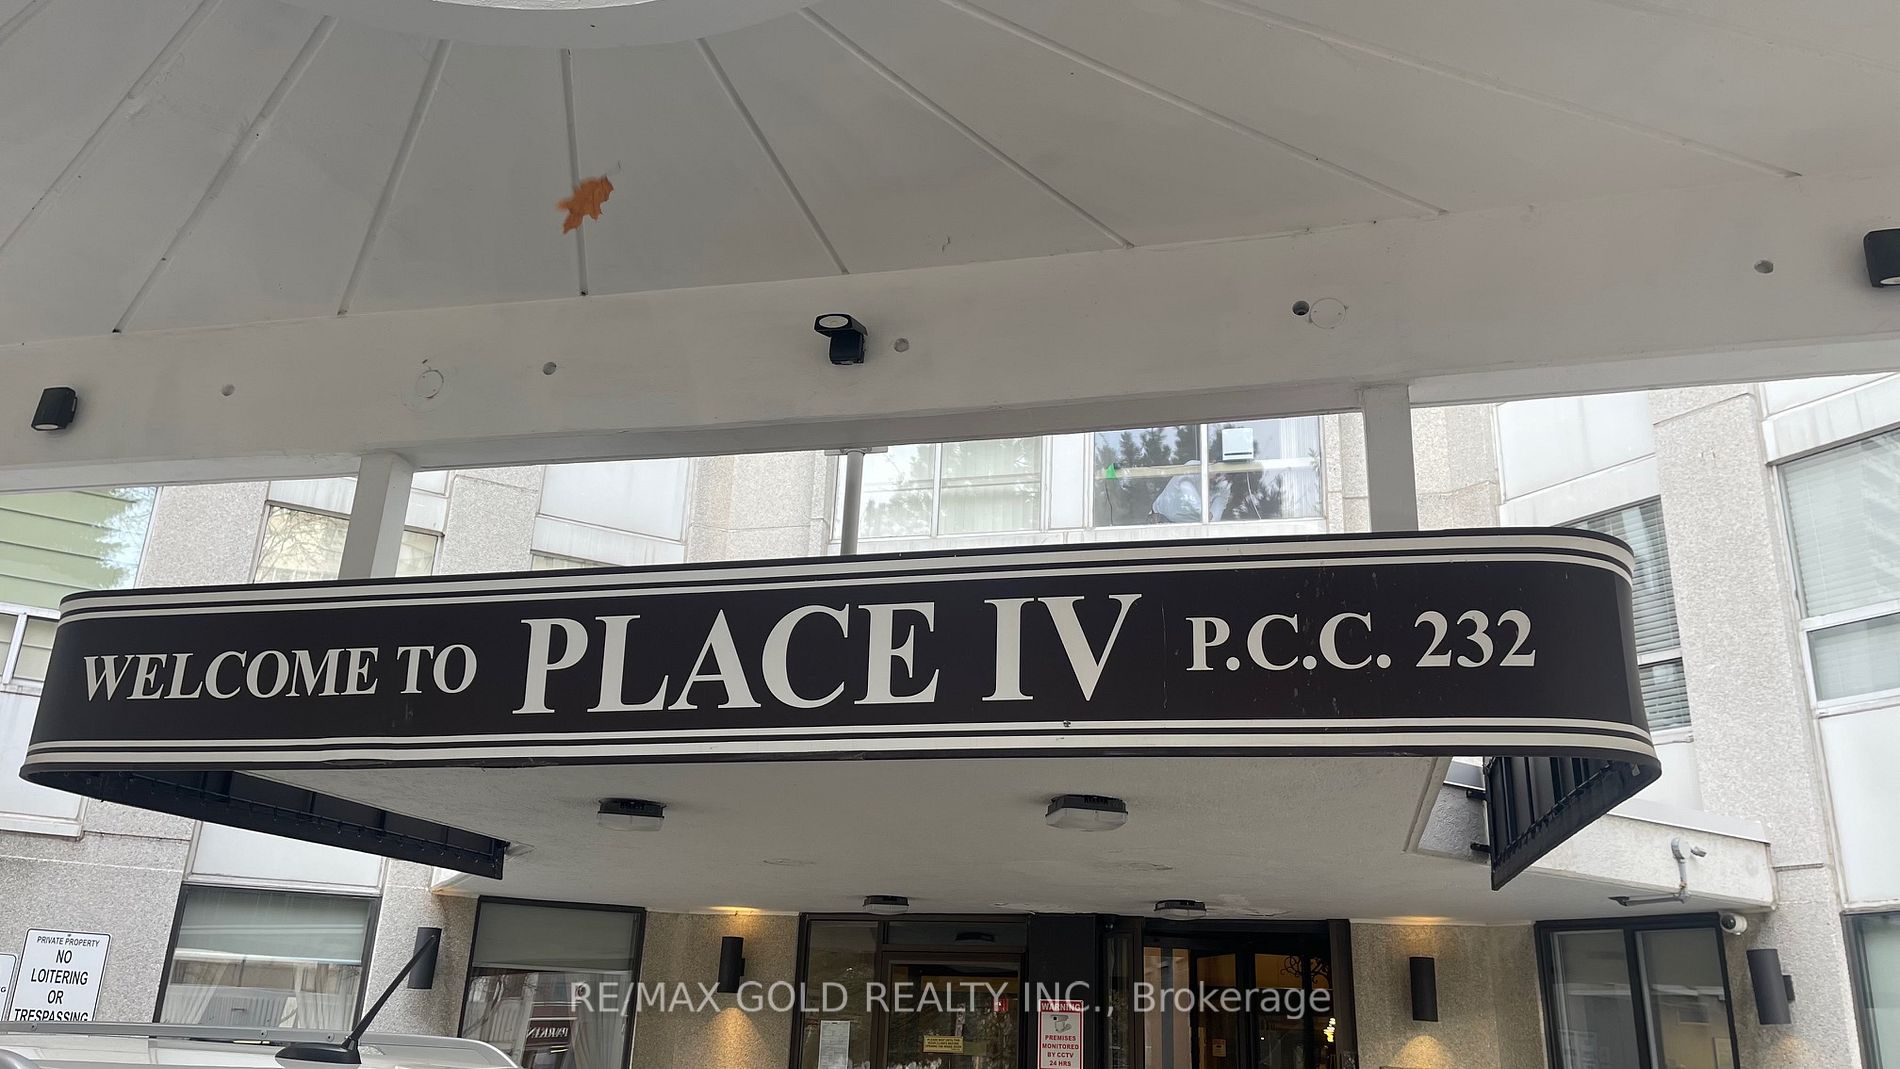 WELCOME TO PLACE IV P.C.C. 232
PRIVATE PROPERTY
NO
LOITERING
OR
TRESPASSING
RE/MAX GOLD REALTY INC., Brokerage
WARNING
PREMISES
MONITORED
BY CCTV
24 HRS